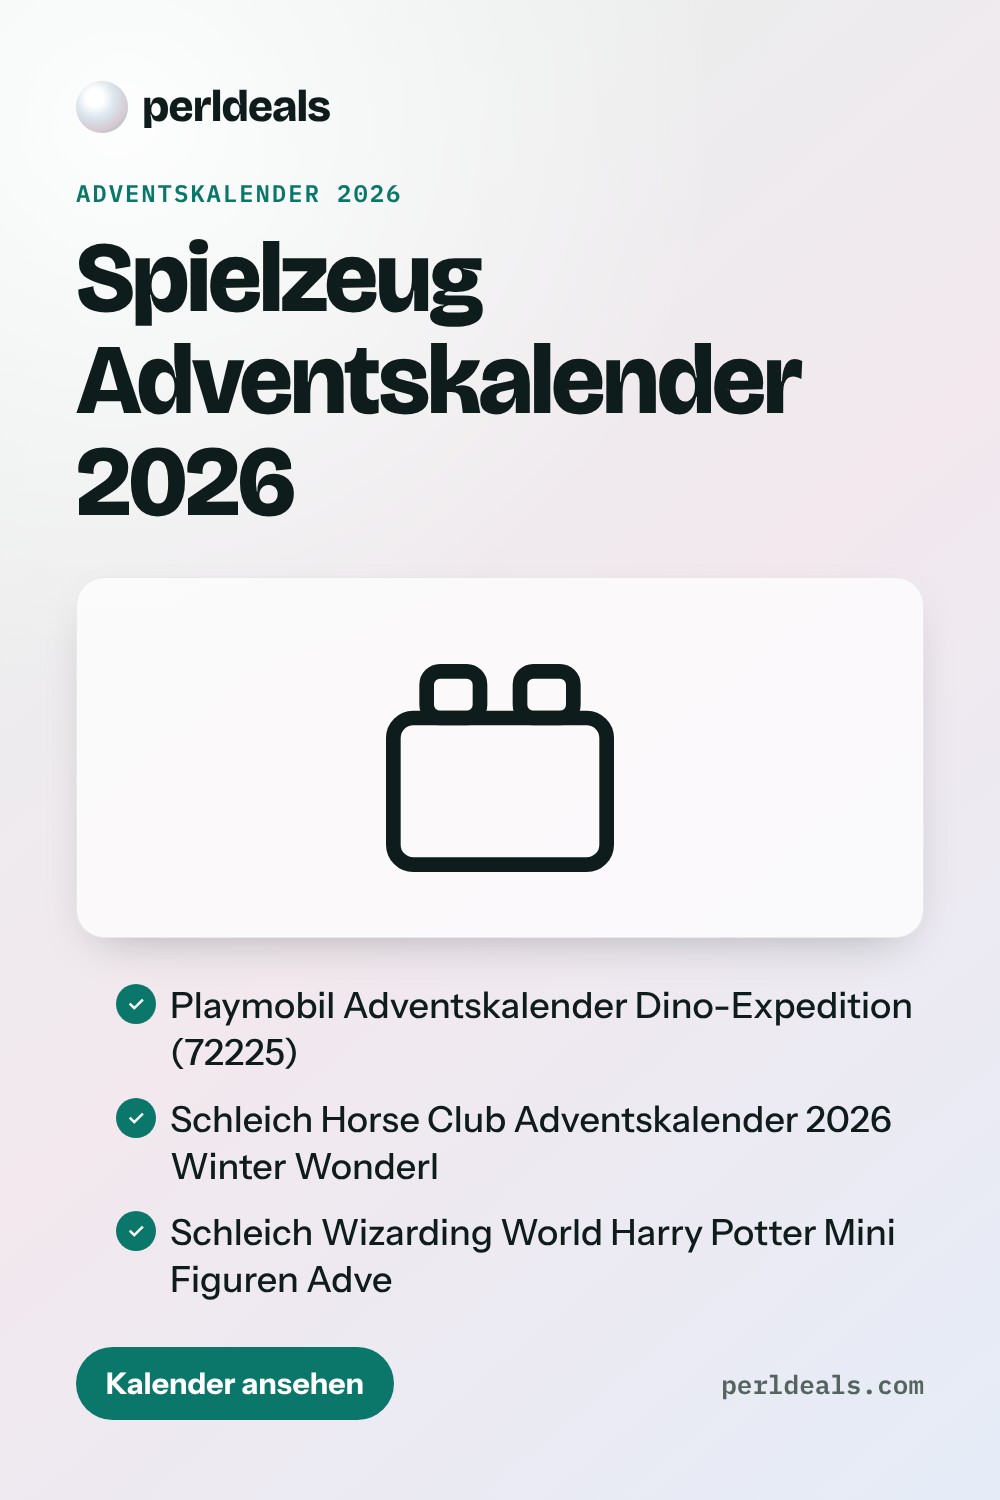 perldeals
ADVENTSKALENDER 2026
Spielzeug
Adventskalender
2026
Playmobil Adventskalender Dino-Expedition
(72225)
Schleich Horse Club Adventskalender 2026
Winter Wonderl
Schleich Wizarding World Harry Potter Mini
Figuren Adve
Kalender ansehen
perldeals.com